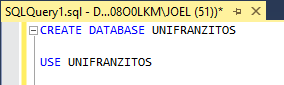 SQLQuery1.sql - D...08O0LKM\JOEL (51))*
CREATE DATABASE UNIFRANZITOS
USE UNIFRANZITOS